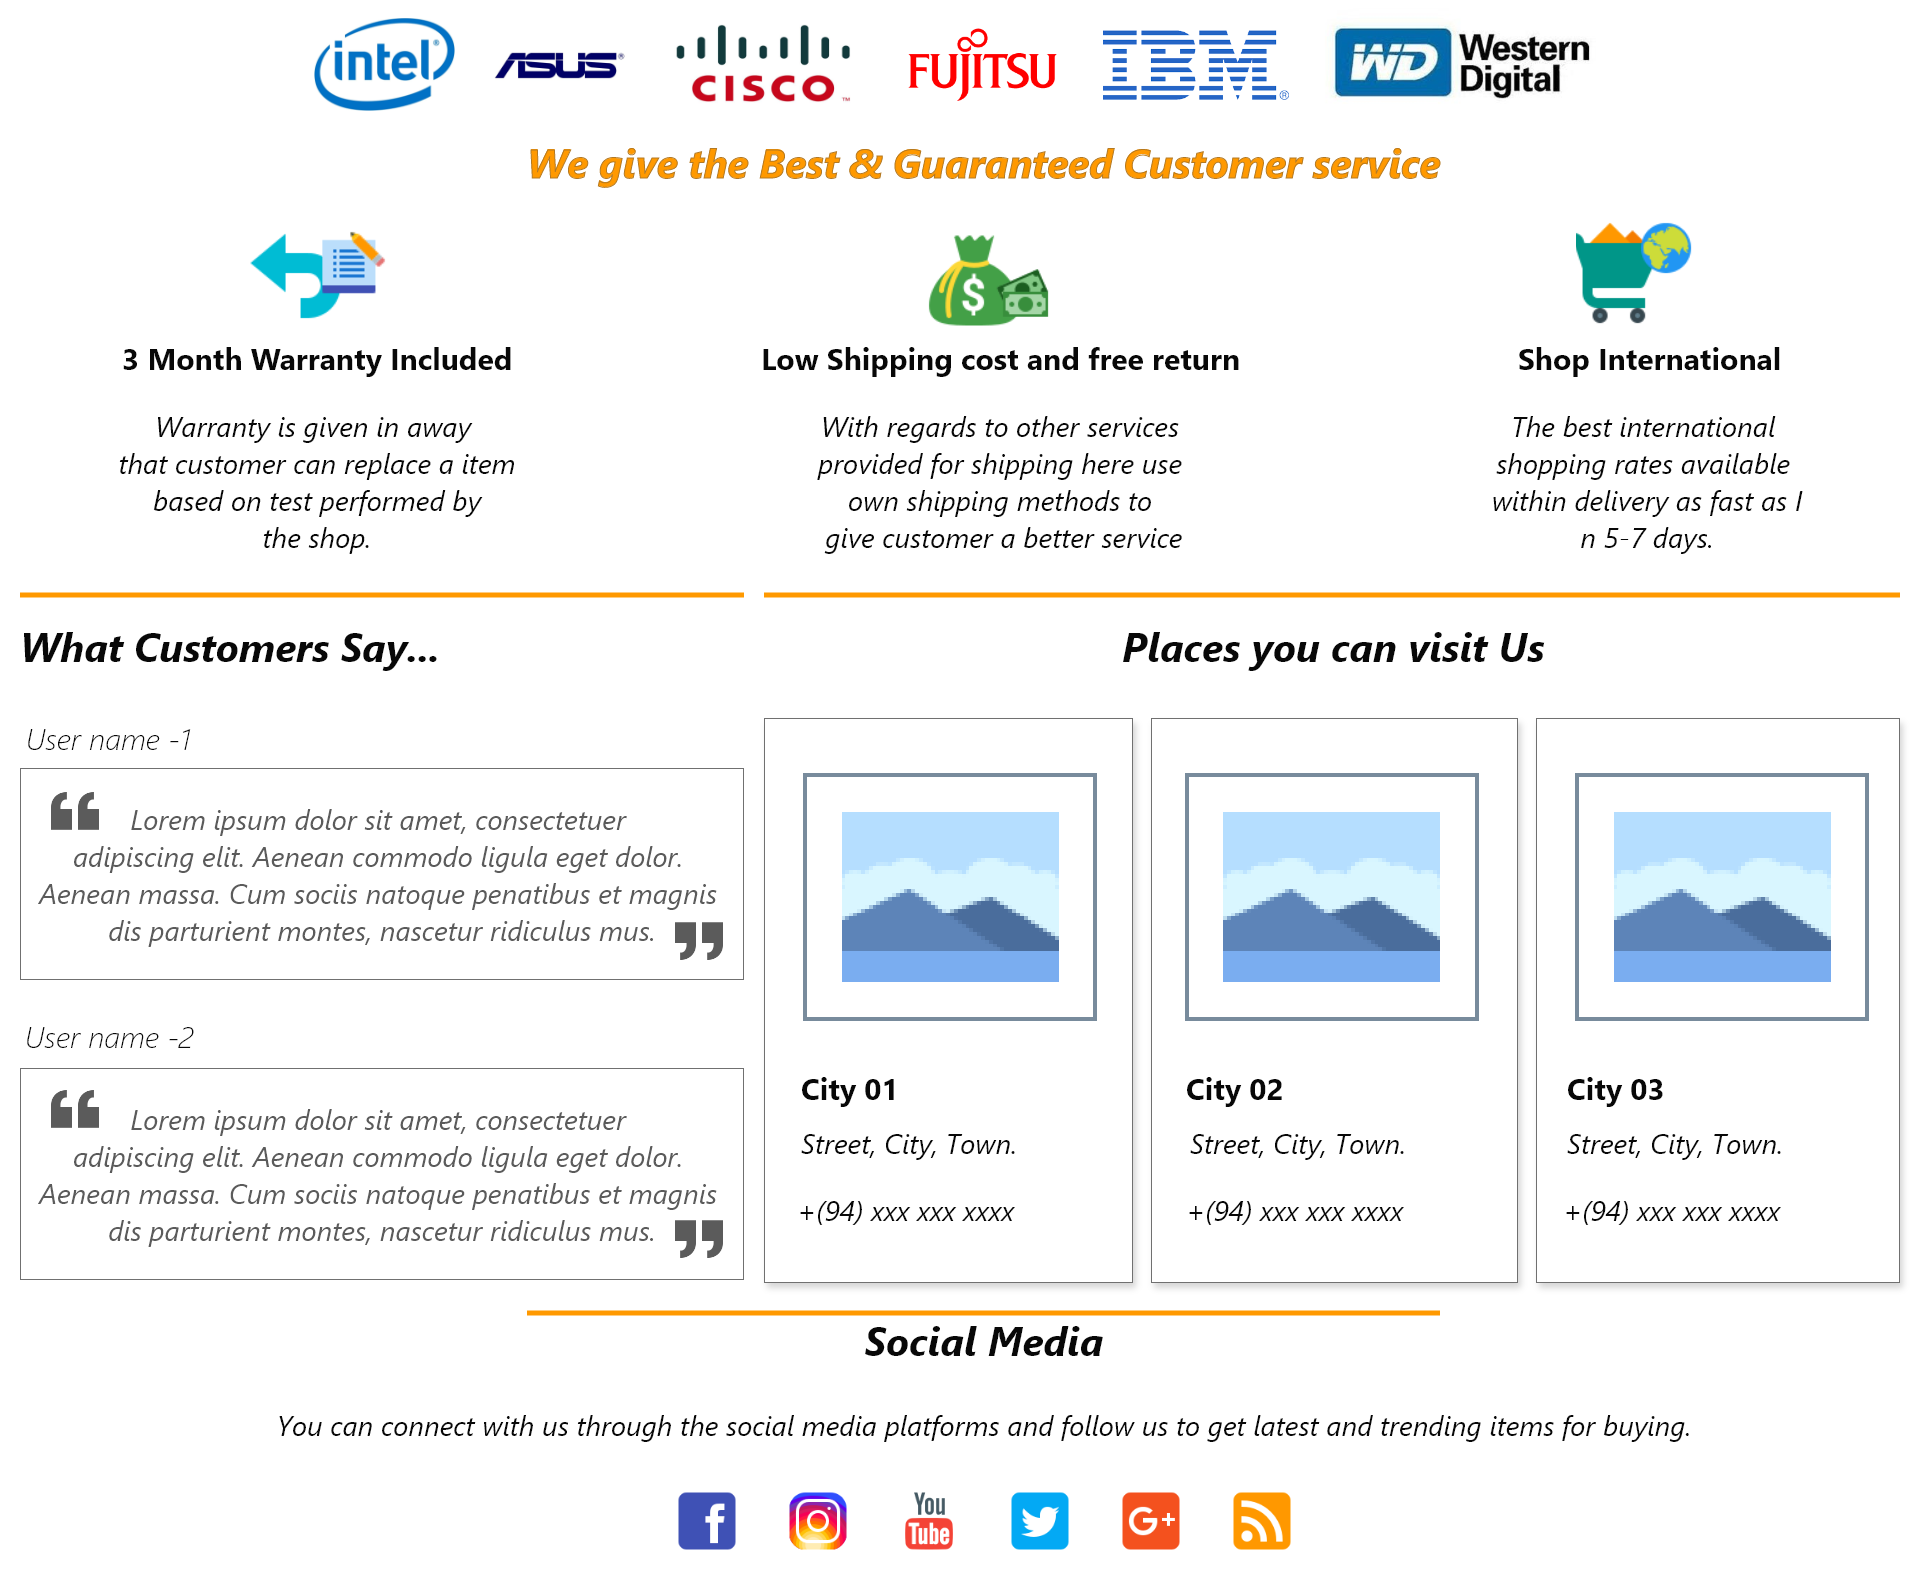 intel®
ASUS®
CISCO™
FUJITSU
IBM®
WD Western
Digital
We give the Best & Guaranteed Customer service
3 Month Warranty Included
Warranty is given in away
that customer can replace a item
based on test performed by
the shop.
Low Shipping cost and free return
With regards to other services
provided for shipping here use
own shipping methods to
give customer a better service
Shop International
The best international
shopping rates available
within delivery as fast as I
n 5-7 days.
What Customers Say...
User name -1
“ Lorem ipsum dolor sit amet, consectetuer
adipiscing elit. Aenean commodo ligula eget dolor.
Aenean massa. Cum sociis natoque penatibus et magnis
dis parturient montes, nascetur ridiculus mus. ”
User name -2
“ Lorem ipsum dolor sit amet, consectetuer
adipiscing elit. Aenean commodo ligula eget dolor.
Aenean massa. Cum sociis natoque penatibus et magnis
dis parturient montes, nascetur ridiculus mus. ”
Places you can visit Us
City 01
Street, City, Town.
+(94) xxx xxx xxxx
City 02
Street, City, Town.
+(94) xxx xxx xxxx
City 03
Street, City, Town.
+(94) xxx xxx xxxx
Social Media
You can connect with us through the social media platforms and follow us to get latest and trending items for buying.
f
You
Tube
G+